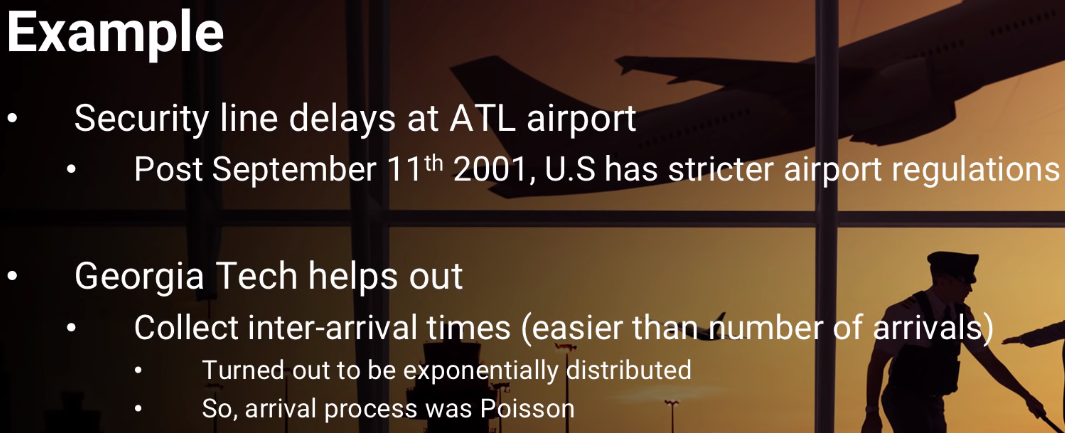 Example
• Security line delays at ATL airport
• Post September 11th 2001, U.S has stricter airport regulations
• Georgia Tech helps out
• Collect inter-arrival times (easier than number of arrivals)
• Turned out to be exponentially distributed
• So, arrival process was Poisson